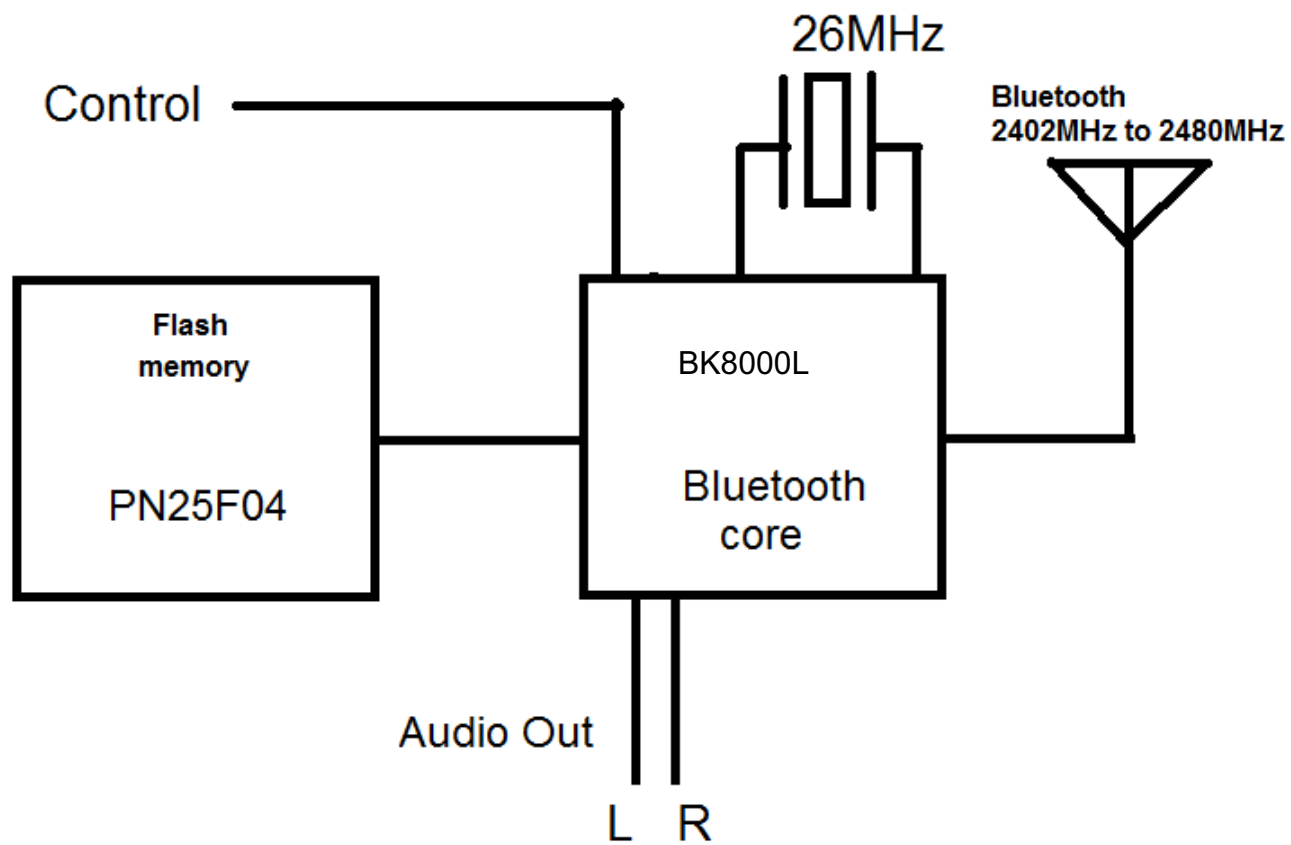 26MHz
Control
Bluetooth
2402MHz to 2480MHz
Flash
memory
PN25F04
BK8000L
Bluetooth
core
Audio Out
L R